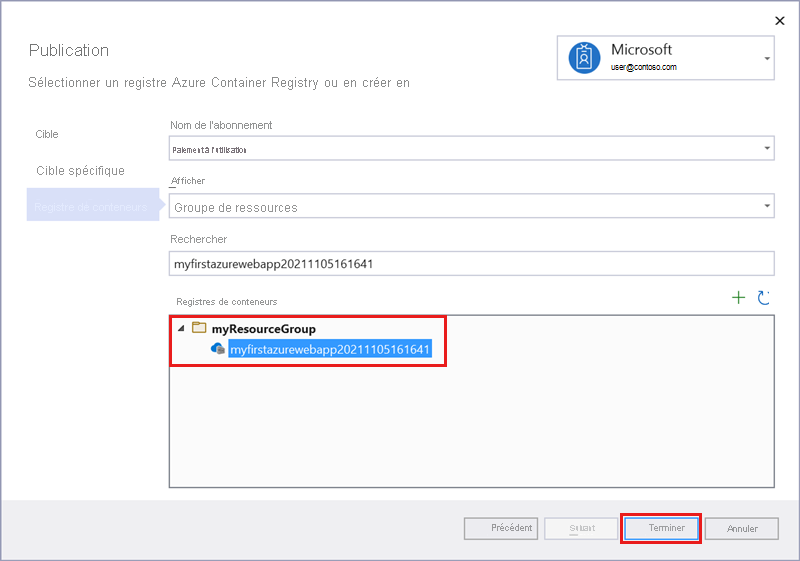 Publication
Microsoft
user@contoso.com
Sélectionner un registre Azure Container Registry ou en créer en
Cible
Cible spécifique
Registre de conteneurs
Nom de l'abonnement
Paiement à l'utilisation
Afficher
Groupe de ressources
Rechercher
myfirstazurewebapp20211105161641
Registres de conteneurs
myResourceGroup
myfirstazurewebapp20211105161641
Précédent
Suivant
Terminer
Annuler